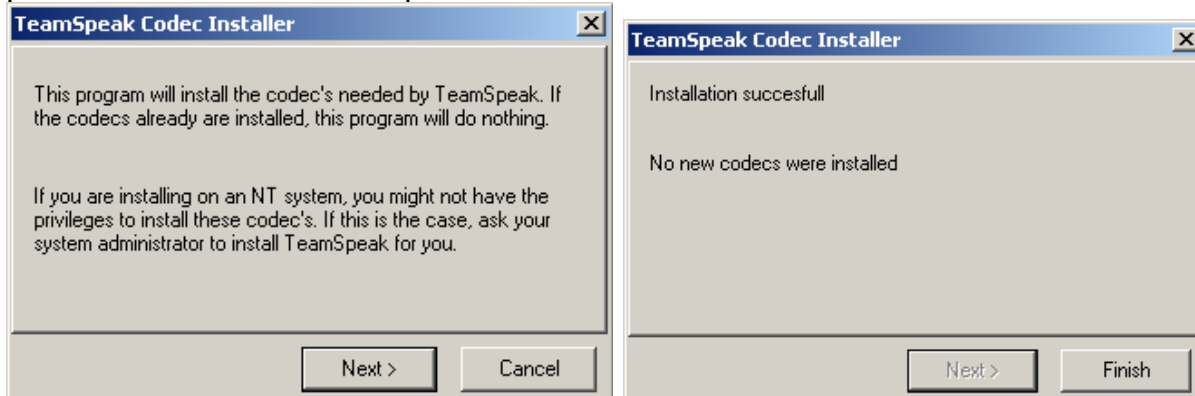 TeamSpeak Codec Installer
This program will install the codec's needed by TeamSpeak. If
the codecs already are installed, this program will do nothing.
If you are installing on an NT system, you might not have the
privileges to install these codec's. If this is the case, ask your
system administrator to install TeamSpeak for you.
Next >
Cancel
TeamSpeak Codec Installer
Installation succesfull
No new codecs were installed
Next >
Finish